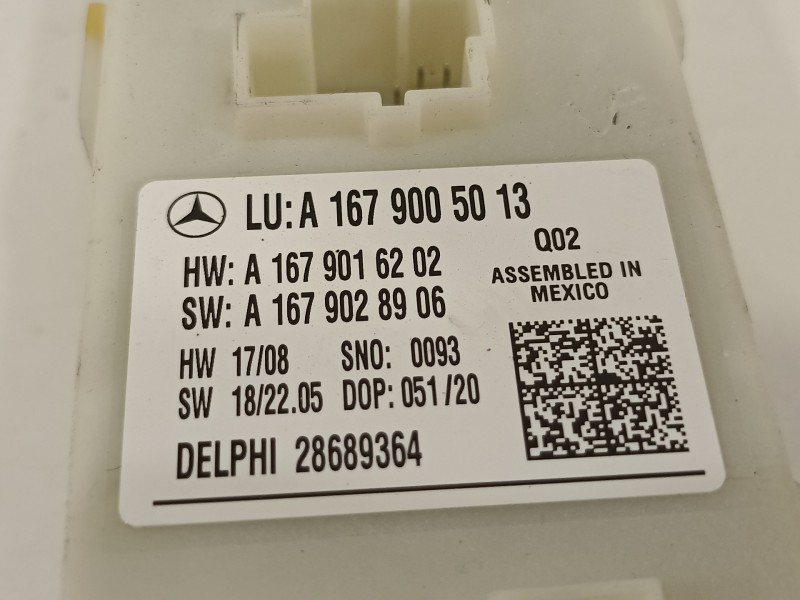 LU: A 167 900 50 13
HW: A 167 901 62 02
SW: A 167 902 89 06
Q02
ASSEMBLED IN
MEXICO
HW 17/08 SNO: 0093
SW 18/22.05 DOP: 051/20
DELPHI 28689364